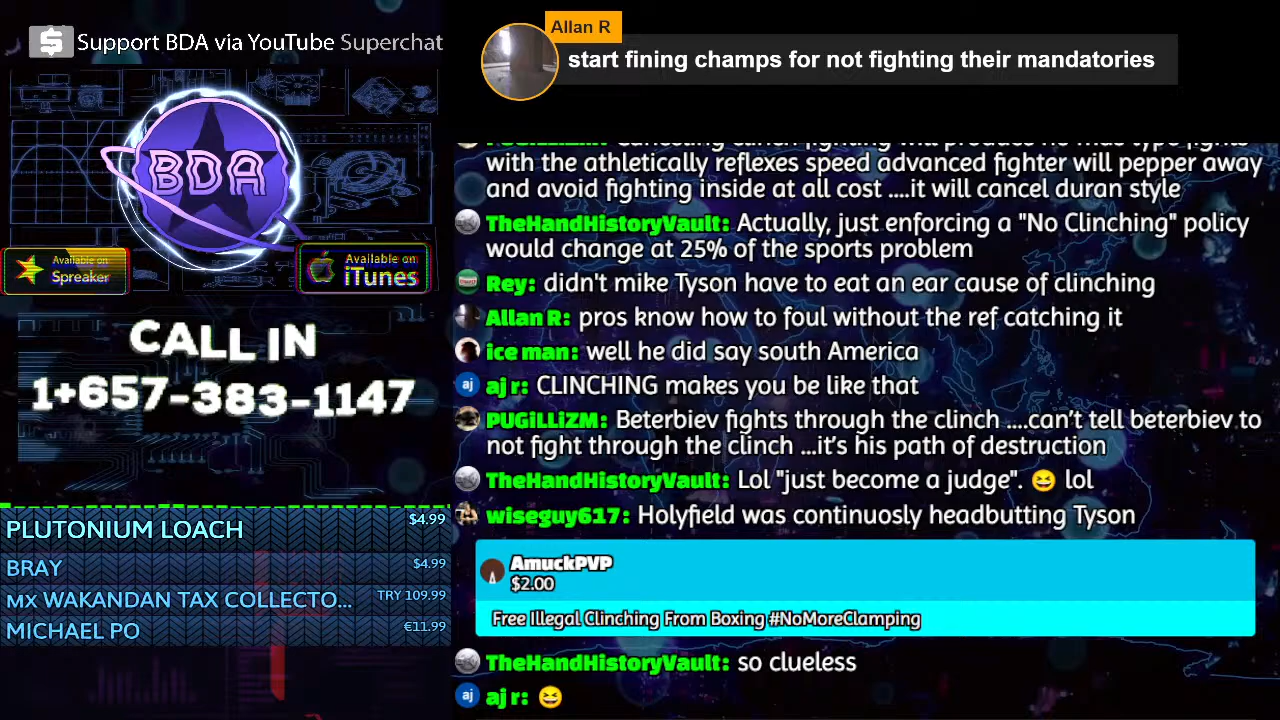 Support BDA via YouTube Superchat
Allan R
start fining champs for not fighting their mandatories
BDA
Available on
Spreaker
Available on
iTunes
CALL IN
1+657-383-1147
PLUTONIUM LOACH $4.99
BRAY $4.99
MX WAKANDAN TAX COLLECTO... TRY 109.99
MICHAEL PO €11.99
with the athletically reflexes speed advanced fighter will pepper away
and avoid fighting inside at all cost ....it will cancel duran style
TheHandHistoryVault: Actually, just enforcing a "No Clinching" policy
would change at 25% of the sports problem
Rey: didn't mike Tyson have to eat an ear cause of clinching
Allan R: pros know how to foul without the ref catching it
ice man: well he did say south America
aj aj r: CLINCHING makes you be like that
PUGiLLiZM: Beterbiev fights through the clinch ....can't tell beterbiev to
not fight through the clinch ...it's his path of destruction
TheHandHistoryVault: Lol "just become a judge". 😆 lol
wiseguy617: Holyfield was continuosly headbutting Tyson
AmuckPVP
$2.00
Free Illegal Clinching From Boxing #NoMoreClamping
TheHandHistoryVault: so clueless
aj aj r: 😆